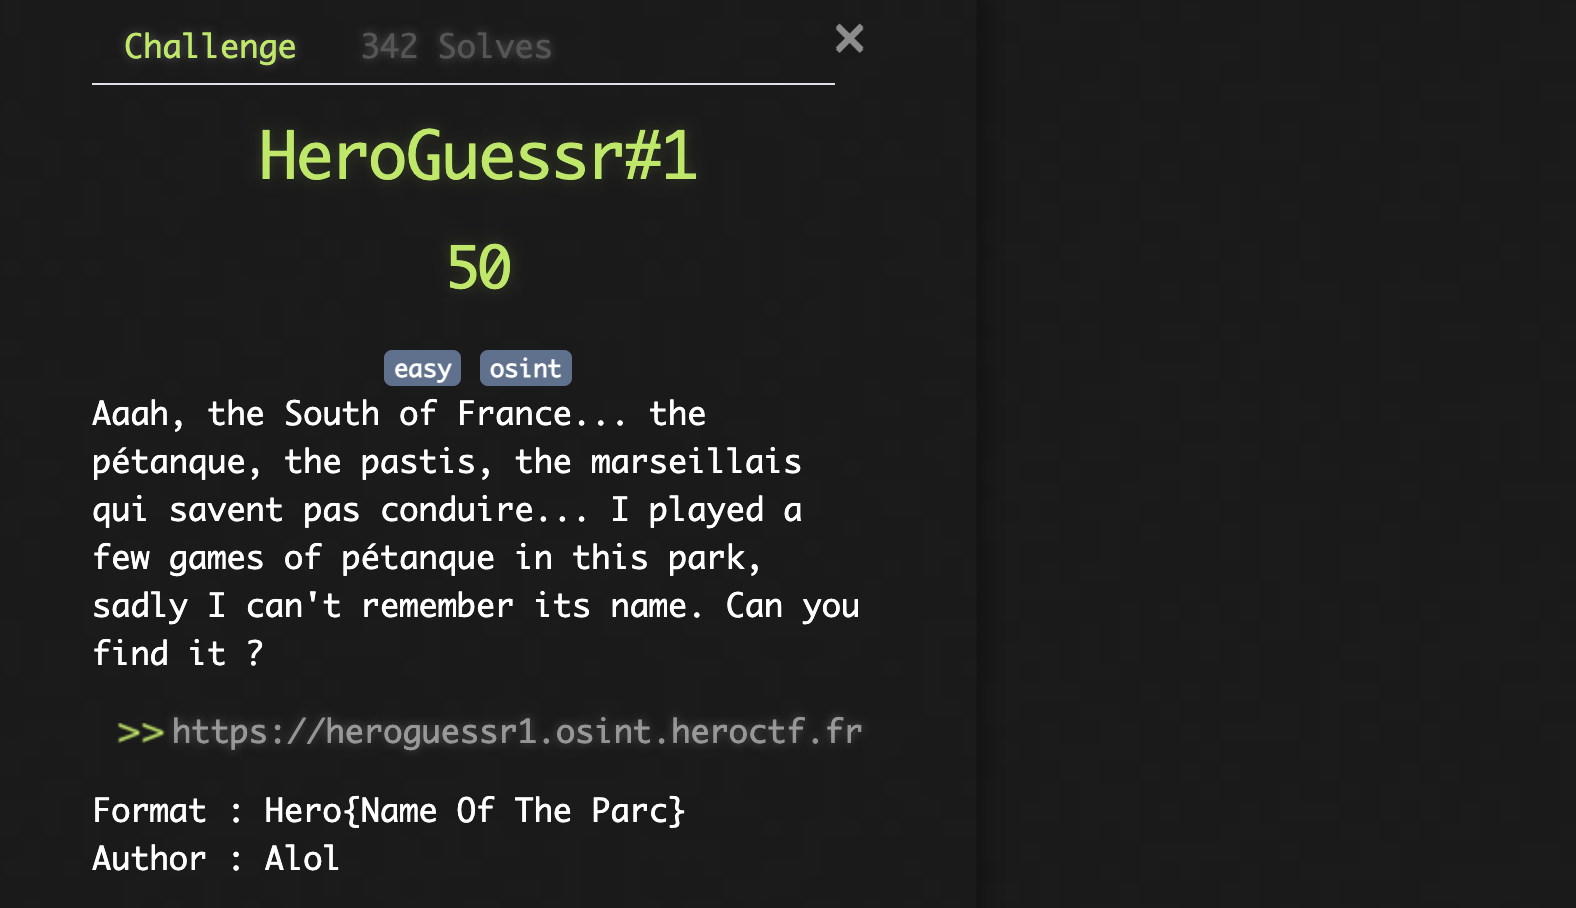 Challenge 342 Solves ×
HeroGuessr#1
50
easy osint
Aaah, the South of France... the
pétanque, the pastis, the marseillais
qui savent pas conduire... I played a
few games of pétanque in this park,
sadly I can't remember its name. Can you
find it ?
>> https://heroguessr1.osint.heroctf.fr
Format : Hero{Name Of The Parc}
Author : Alol